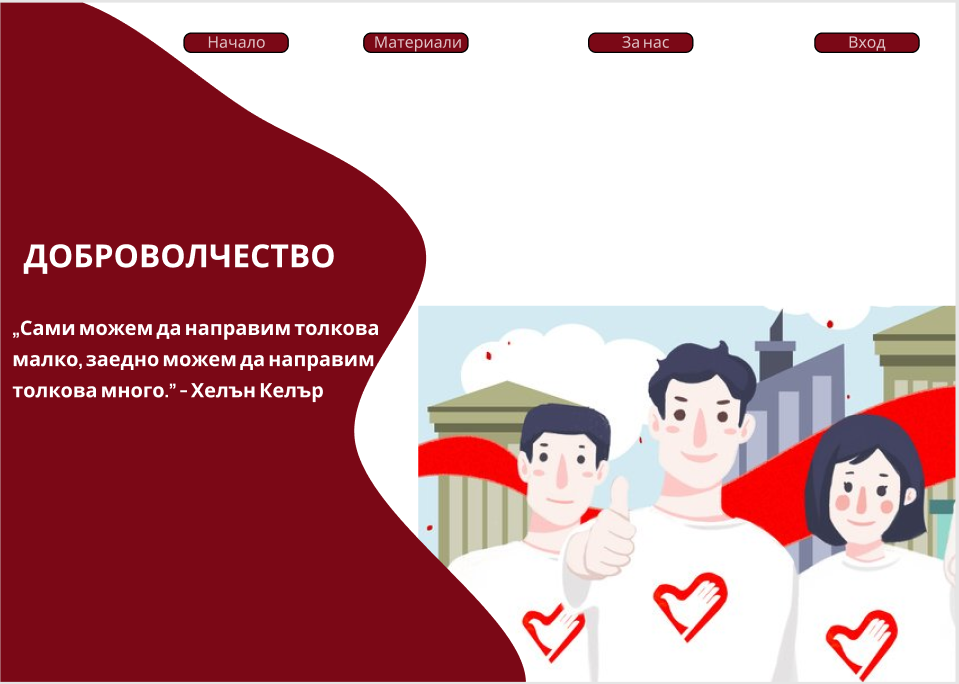 Начало
Материали
За нас
Вход
ДОБРОВОЛЧЕСТВО
„Сами можем да направим толкова
малко, заедно можем да направим
толкова много.” – Хелън Келър